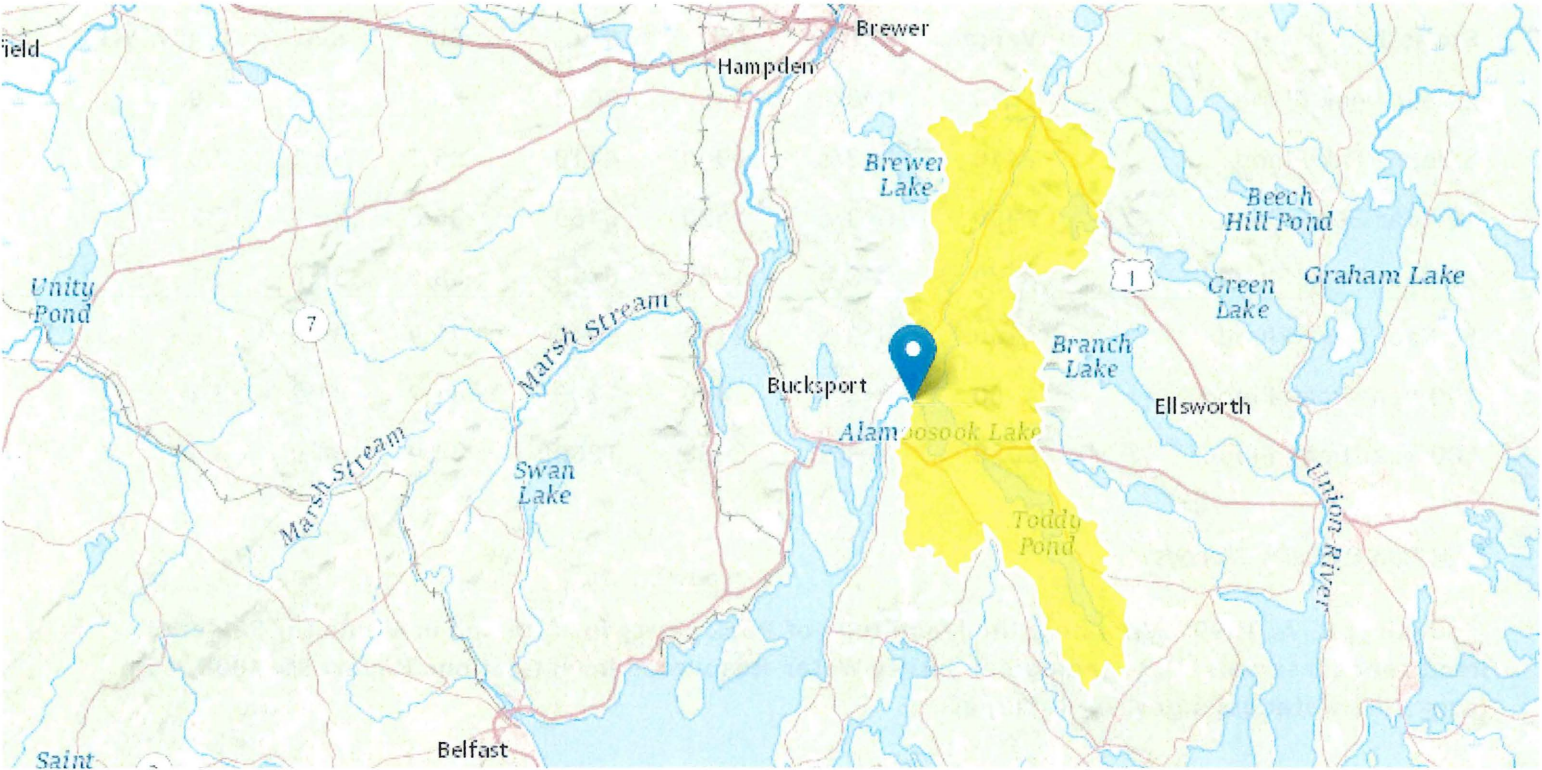 ield
Brewer
Hampden
Brewer
Lake
Beech
Hill Pond
Unity
Pond
Graham Lake
Green
Lake
1
7
Marsh Stream
Branch
Lake
Bucksport
Ellsworth
Alamoosook Lake
Marsh Stream
Swan
Lake
Toddy
Pond
Union River
Belfast
Saint